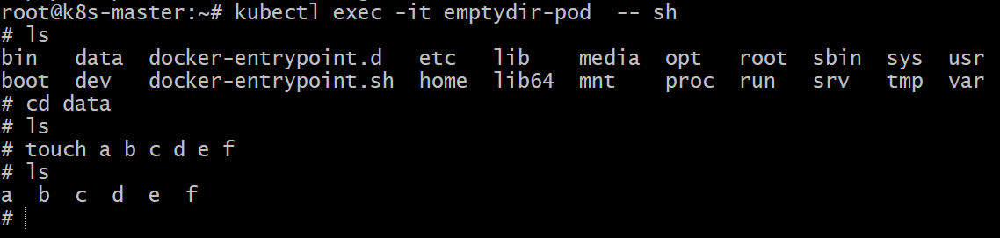 root@k8s-master:~# kubectl exec -it emptydir-pod  -- sh
# ls
bin   data  docker-entrypoint.d   etc   lib    media  opt   root  sbin  sys  usr
boot  dev   docker-entrypoint.sh  home  lib64  mnt    proc  run   srv   tmp  var
# cd data
# ls
# touch a b c d e f
# ls
a  b  c  d  e  f
#